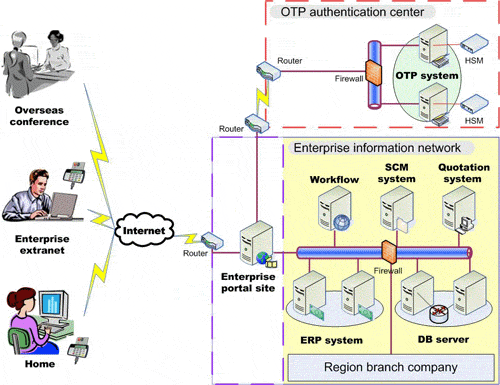 OTP authentication center
Router
Firewall
OTP system
HSM
HSM
Router
Overseas
conference
Enterprise
extranet
Internet
Router
Home
Enterprise
portal site
Enterprise information network
Workflow
SCM
system
Quotation
system
Firewall
ERP system
DB server
Region branch company